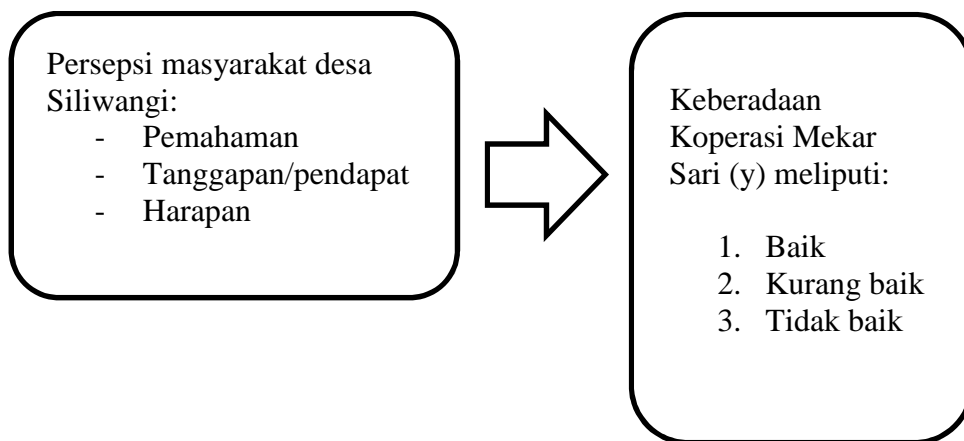 Persepsi masyarakat desa
Siliwangi:
- Pemahaman
- Tanggapan/pendapat
- Harapan
Keberadaan
Koperasi Mekar
Sari (y) meliputi:
1. Baik
2. Kurang baik
3. Tidak baik